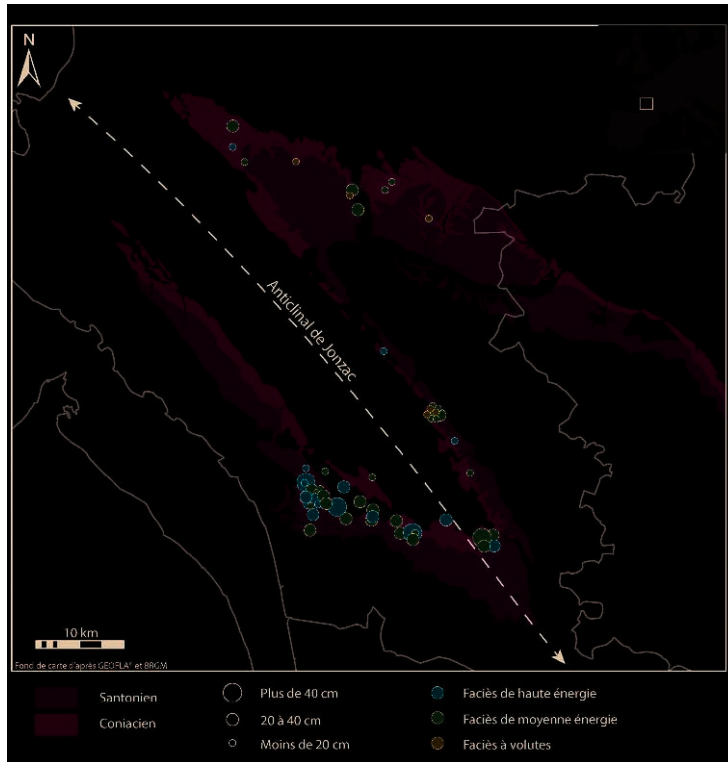 N
Anticlinal de Jonzac
10 km
Fond de carte d'après GEOFLA® et BRGM
Santonien
Coniacien
Plus de 40 cm
20 à 40 cm
Moins de 20 cm
Faciès de haute énergie
Faciès de moyenne énergie
Faciès à volutes